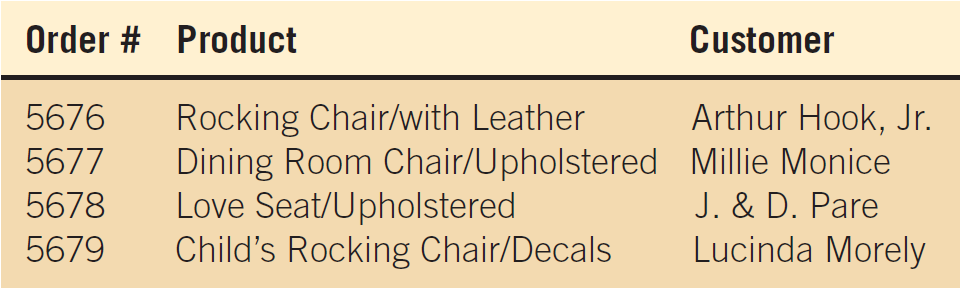 Order # Product Customer
5676 Rocking Chair/with Leather Arthur Hook, Jr.
5677 Dining Room Chair/Upholstered Millie Monice
5678 Love Seat/Upholstered J. & D. Pare
5679 Child’s Rocking Chair/Decals Lucinda Morely